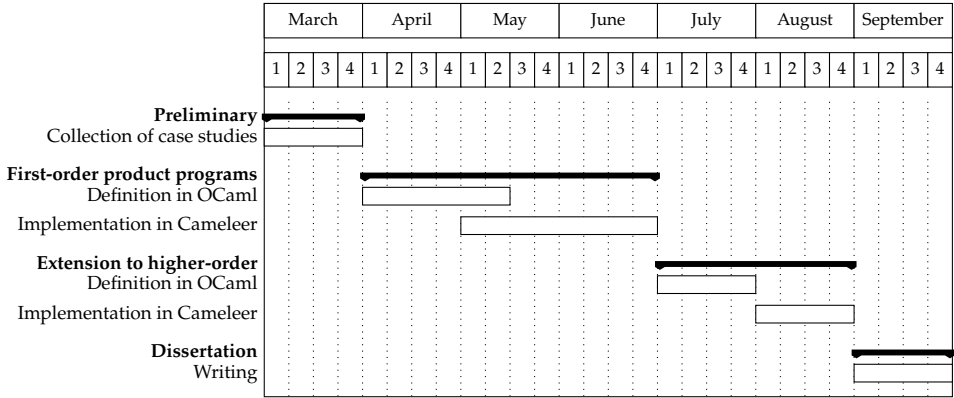 March April May June July August September
1 2 3 4 1 2 3 4 1 2 3 4 1 2 3 4 1 2 3 4 1 2 3 4 1 2 3 4
Preliminary
Collection of case studies
First-order product programs
Definition in OCaml
Implementation in Cameleer
Extension to higher-order
Definition in OCaml
Implementation in Cameleer
Dissertation
Writing